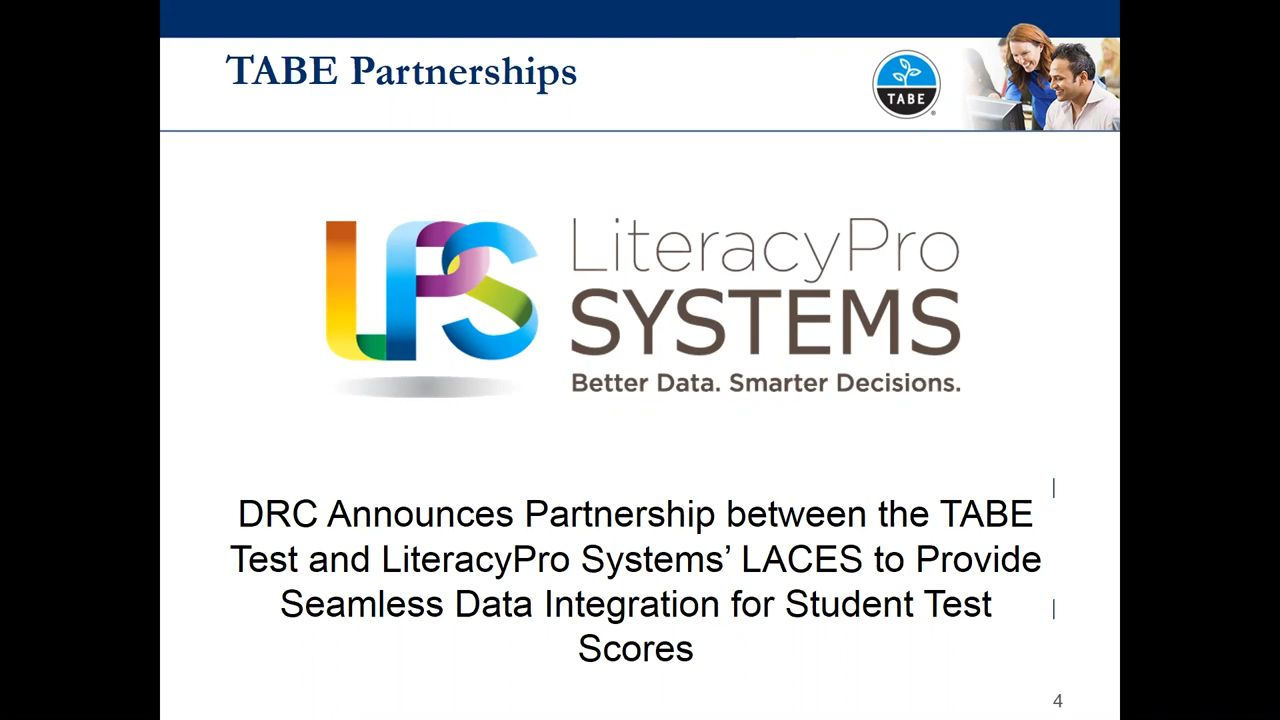 TABE Partnerships
TABE
LPS
LiteracyPro
SYSTEMS
Better Data. Smarter Decisions.
DRC Announces Partnership between the TABE
Test and LiteracyPro Systems’ LACES to Provide
Seamless Data Integration for Student Test
Scores
4